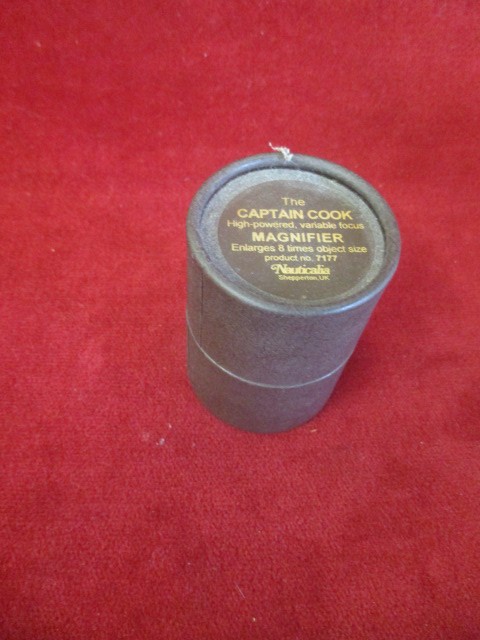 The
CAPTAIN COOK
High-powered, variable focus
MAGNIFIER
Enlarges 8 times object size
product no. 7177
Nauticalia
Shepperton, UK